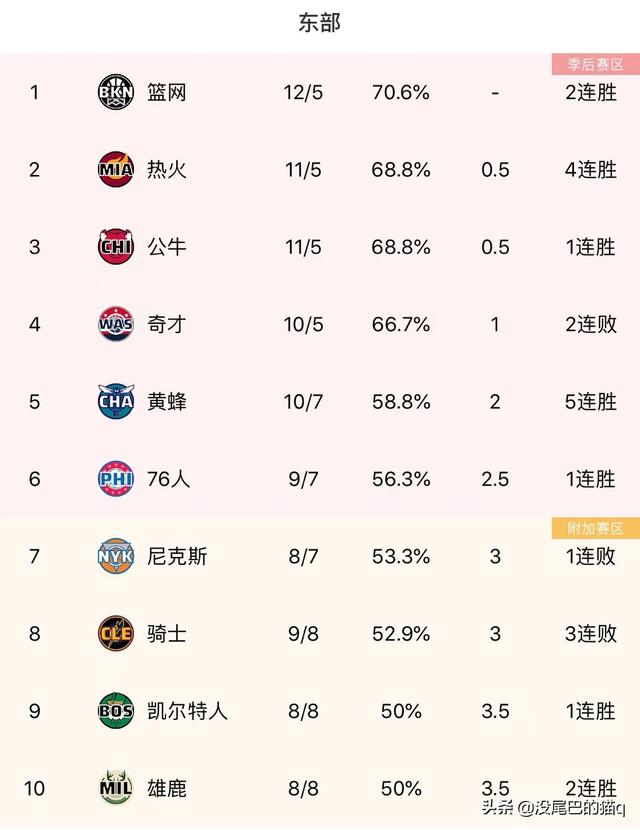 东部
季后赛区
1 BKN 篮网 12/5 70.6% - 2连胜
2 MIA 热火 11/5 68.8% 0.5 4连胜
3 CHI 公牛 11/5 68.8% 0.5 1连胜
4 WAS 奇才 10/5 66.7% 1 2连败
5 CHA 黄蜂 10/7 58.8% 2 5连胜
6 PHI 76人 9/7 56.3% 2.5 1连胜
附加赛区
7 NYK 尼克斯 8/7 53.3% 3 1连败
8 CLE 骑士 9/8 52.9% 3 3连败
9 BOS 凯尔特人 8/8 50% 3.5 1连胜
10 MIL 雄鹿 8/8 50% 3.5 2连胜
头条 @没尾巴的猫q